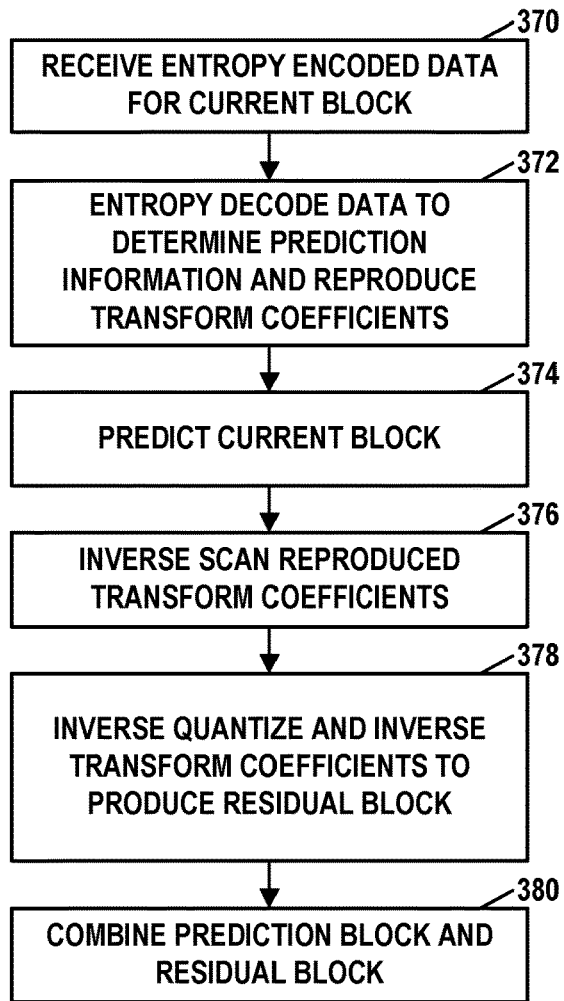 370
RECEIVE ENTROPY ENCODED DATA
FOR CURRENT BLOCK
372
ENTROPY DECODE DATA TO
DETERMINE PREDICTION
INFORMATION AND REPRODUCE
TRANSFORM COEFFICIENTS
374
PREDICT CURRENT BLOCK
376
INVERSE SCAN REPRODUCED
TRANSFORM COEFFICIENTS
378
INVERSE QUANTIZE AND INVERSE
TRANSFORM COEFFICIENTS TO
PRODUCE RESIDUAL BLOCK
380
COMBINE PREDICTION BLOCK AND
RESIDUAL BLOCK